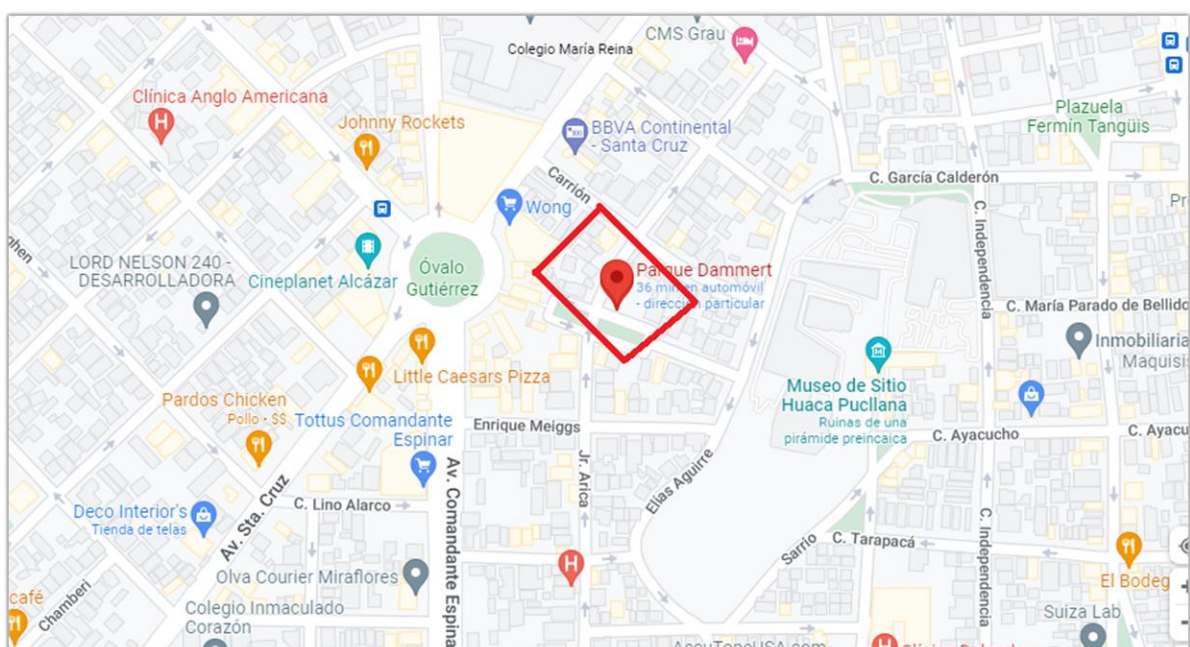 Colegio María Reina
CMS Grau
Clínica Anglo Americana
Johnny Rockets
BBVA Continental
- Santa Cruz
Plazuela
Fermín Tangüis
C. García Calderón
Carrión
Wong
LORD NELSON 240 -
DESARROLLADORA
Cineplanet Alcázar
Óvalo
Gutiérrez
Parque Dammert
36 min en automóvil
- dirección particular
C. Independencia
C. María Parado de Bellido
Inmobiliaria
Maquisi
Little Caesars Pizza
Pardos Chicken
Pollo · $$
Tottus Comandante
Espinar
Enrique Meiggs
Museo de Sitio
Huaca Pucllana
Ruinas de una
pirámide preincaica
C. Ayacucho
C. Ayacu
Av. Sta. Cruz
Av. Comandante Espina
Jr. Arica
Elias Aguirre
Deco Interior's
Tienda de telas
C. Lino Alarco
Sarrio
C. Tarapacá
C. Independencia
El Bodeg
Olva Courier Miraflores
Colegio Inmaculado
Corazón
café
Chamberi
Suiza Lab